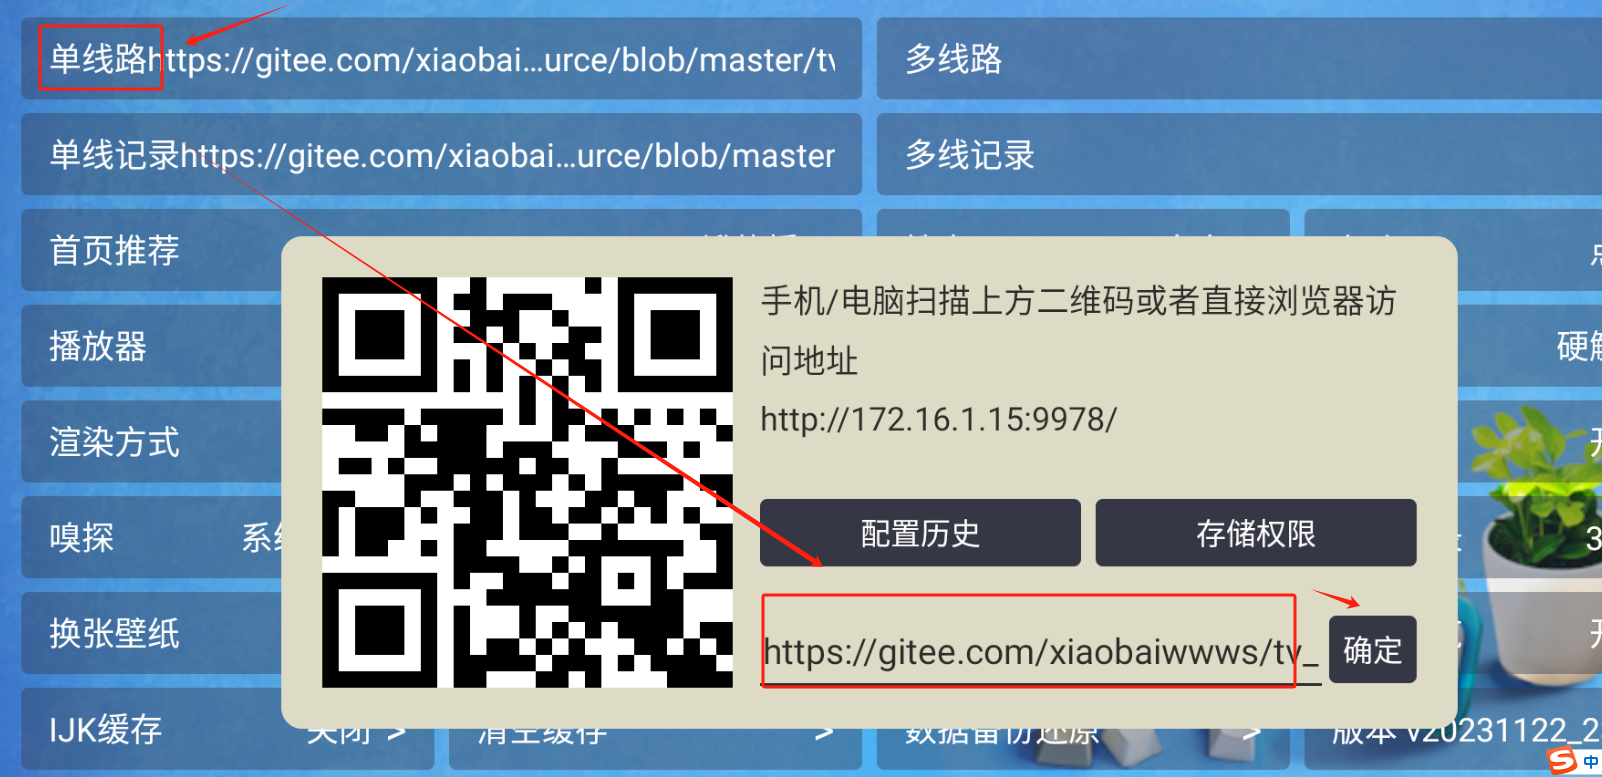 单线路https://gitee.com/xiaobai...urce/blob/master/tv
多线路
单线记录https://gitee.com/xiaobai...urce/blob/master
多线记录
首页推荐
手机/电脑扫描上方二维码或者直接浏览器访
问地址
http://172.16.1.15:9978/
播放器
硬解
渲染方式
配置历史
存储权限
嗅探
系统
3
换张壁纸
https://gitee.com/xiaobaiwwws/tv_
确定
IJK缓存
关闭 >
清空缓存 >
数据备份还原 >
版本 v20231122_2
中